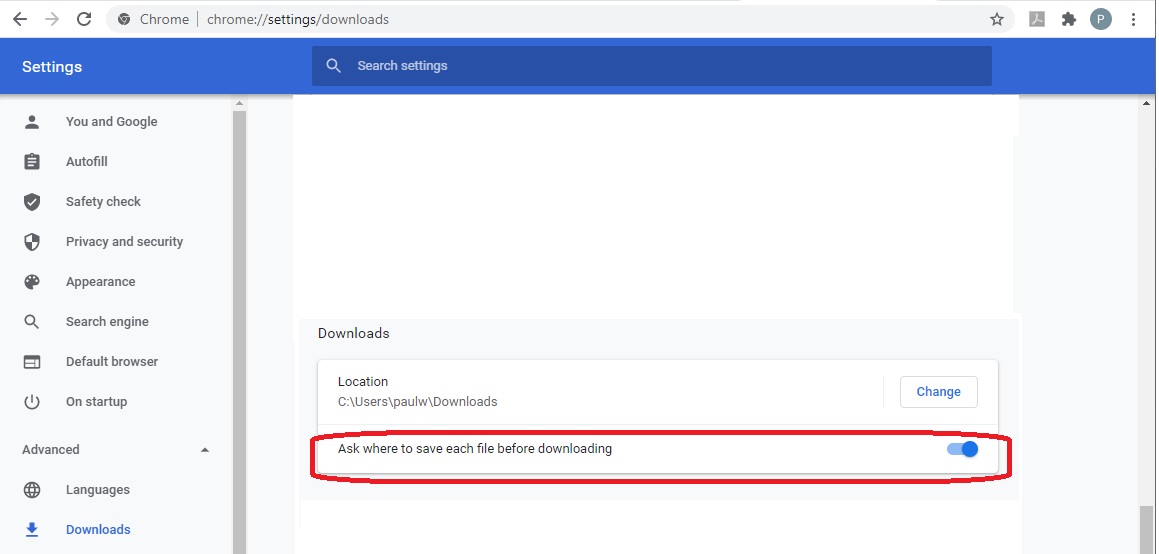 Chrome | chrome://settings/downloads
P
Settings
Search settings
You and Google
Autofill
Safety check
Privacy and security
Appearance
Search engine
Default browser
On startup
Advanced
Languages
Downloads
Downloads
Location
C:\Users\paulw\Downloads
Change
Ask where to save each file before downloading